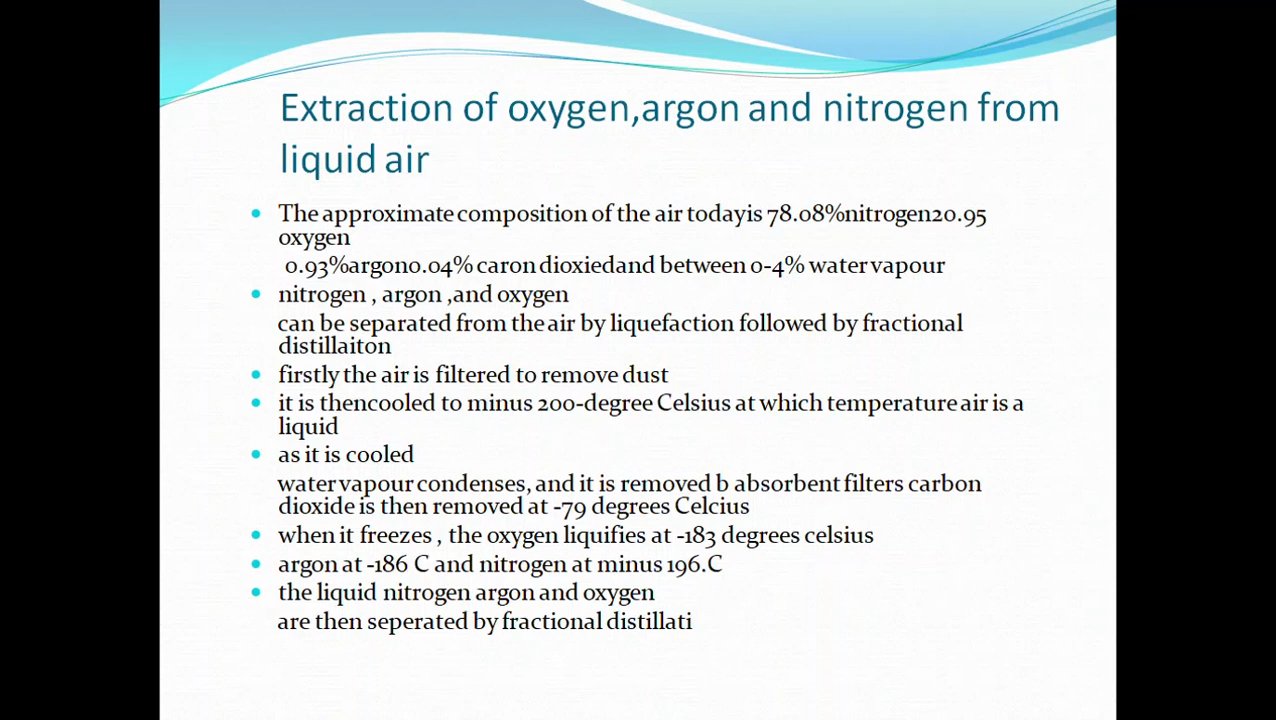 Extraction of oxygen,argon and nitrogen from
liquid air
The approximate composition of the air todayis 78.08%nitrogen20.95
oxygen
0.93%argon0.04% caron dioxiedand between 0-4% water vapour
nitrogen , argon ,and oxygen
can be separated from the air by liquefaction followed by fractional
distillaiton
firstly the air is filtered to remove dust
it is thencooled to minus 200-degree Celsius at which temperature air is a
liquid
as it is cooled
water vapour condenses, and it is removed b absorbent filters carbon
dioxide is then removed at -79 degrees Celcius
when it freezes , the oxygen liquifies at -183 degrees celsius
argon at -186 C and nitrogen at minus 196.C
the liquid nitrogen argon and oxygen
are then seperated by fractional distillati